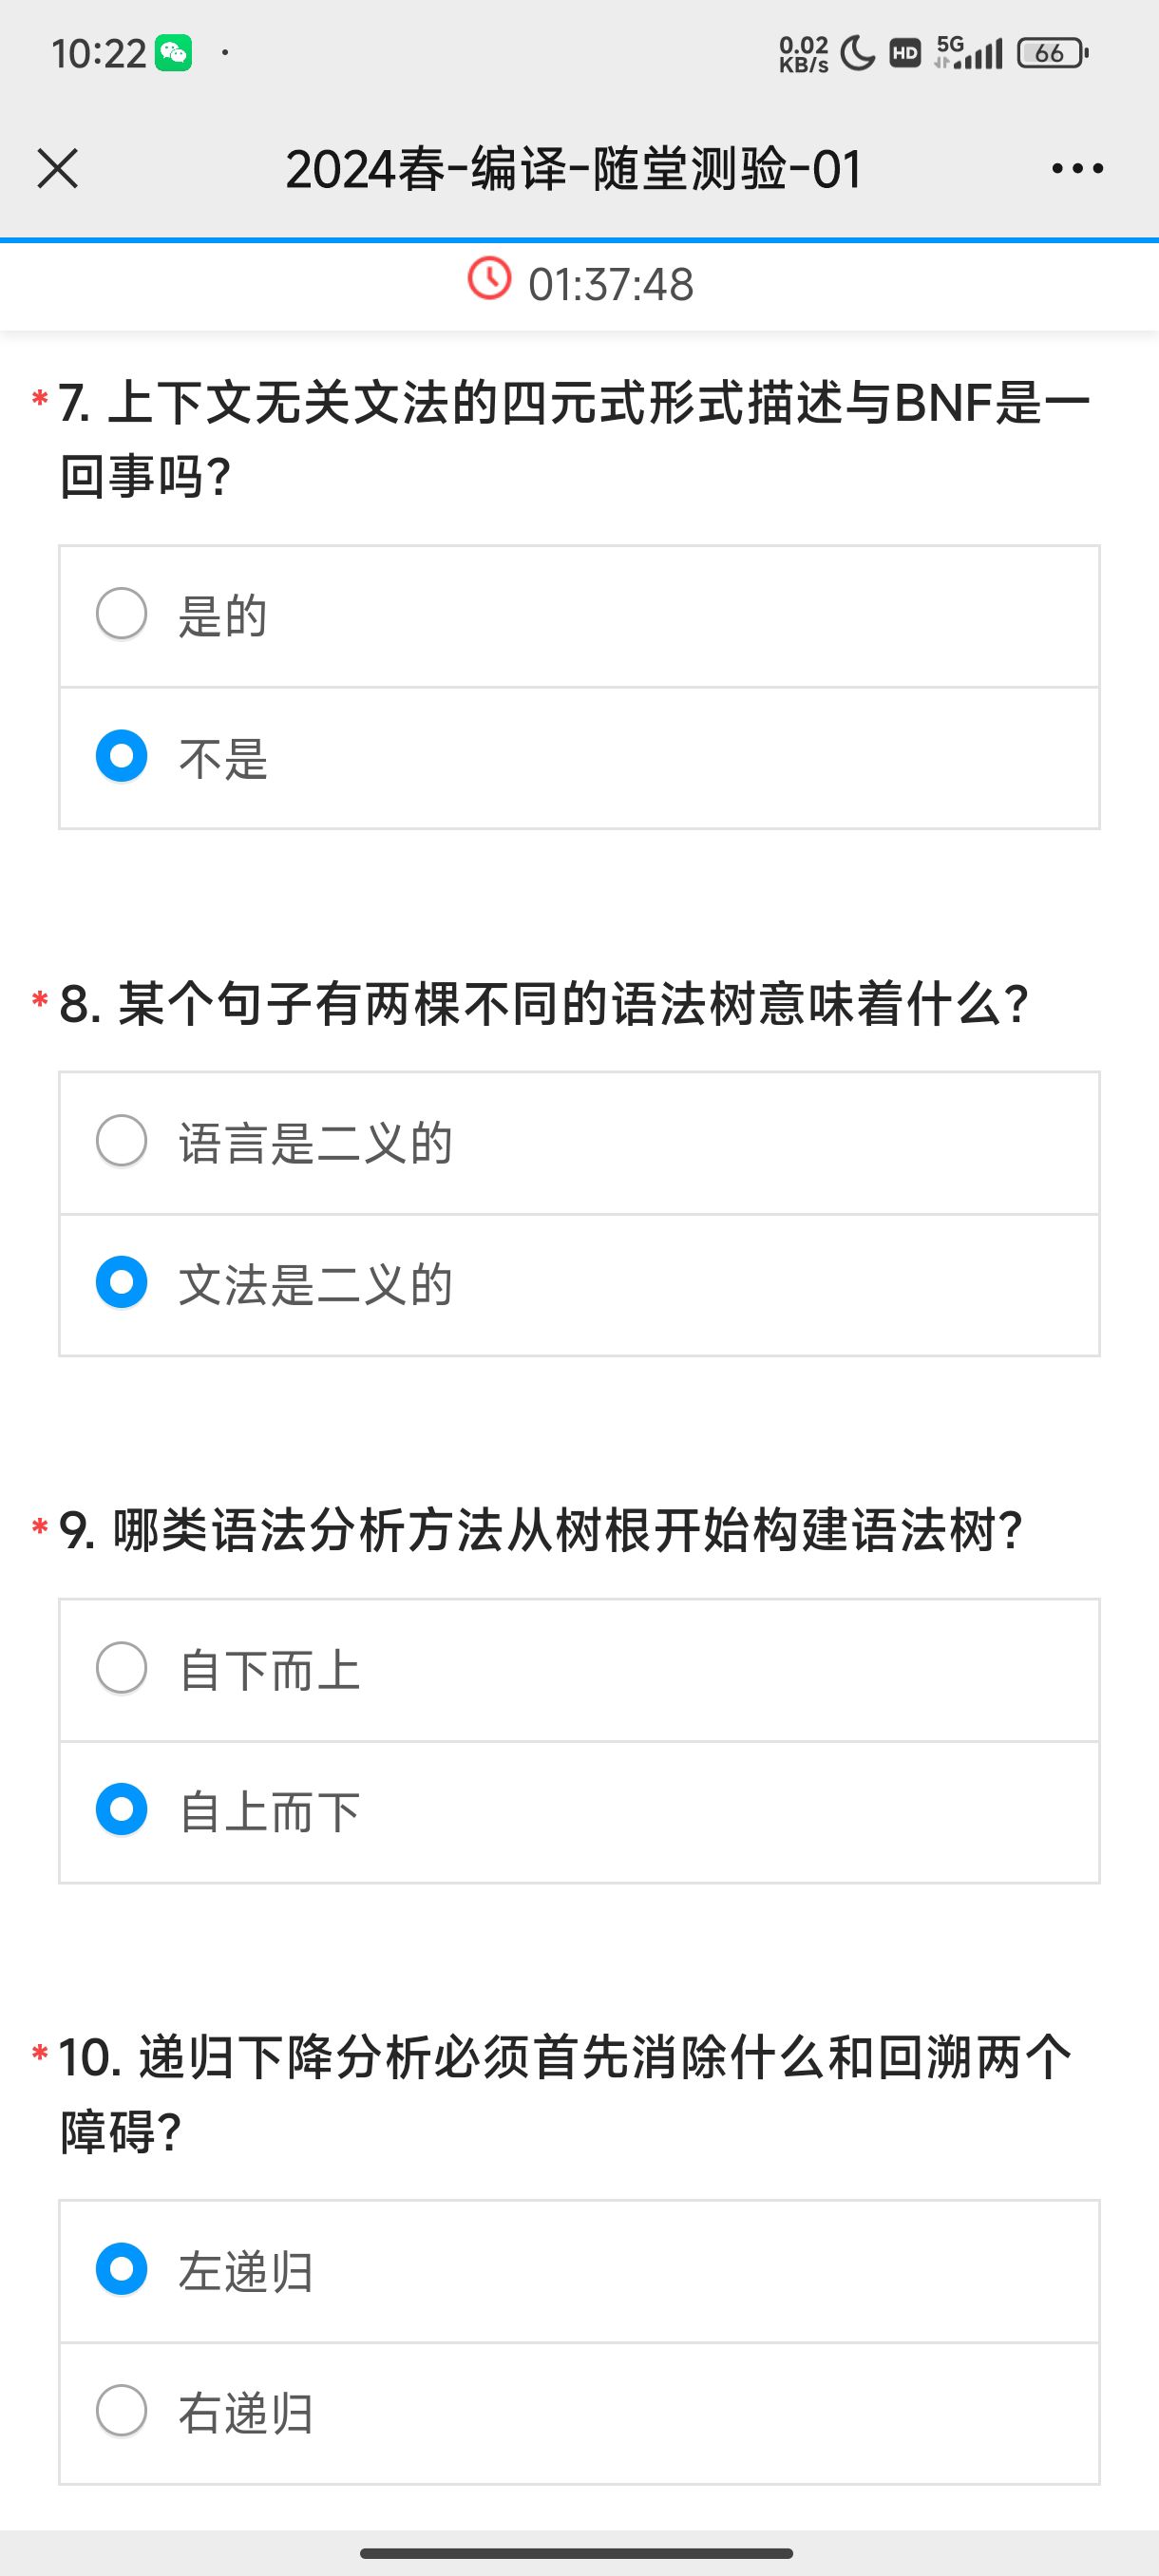 10:22
0.02
KB/s
HD
5G
66
2024春-编译-随堂测验-01
01:37:48
*7. 上下文无关文法的四元式形式描述与BNF是一
回事吗?
是的
不是
*8. 某个句子有两棵不同的语法树意味着什么?
语言是二义的
文法是二义的
*9. 哪类语法分析方法从树根开始构建语法树?
自下而上
自上而下
*10. 递归下降分析必须首先消除什么和回溯两个
障碍?
左递归
右递归